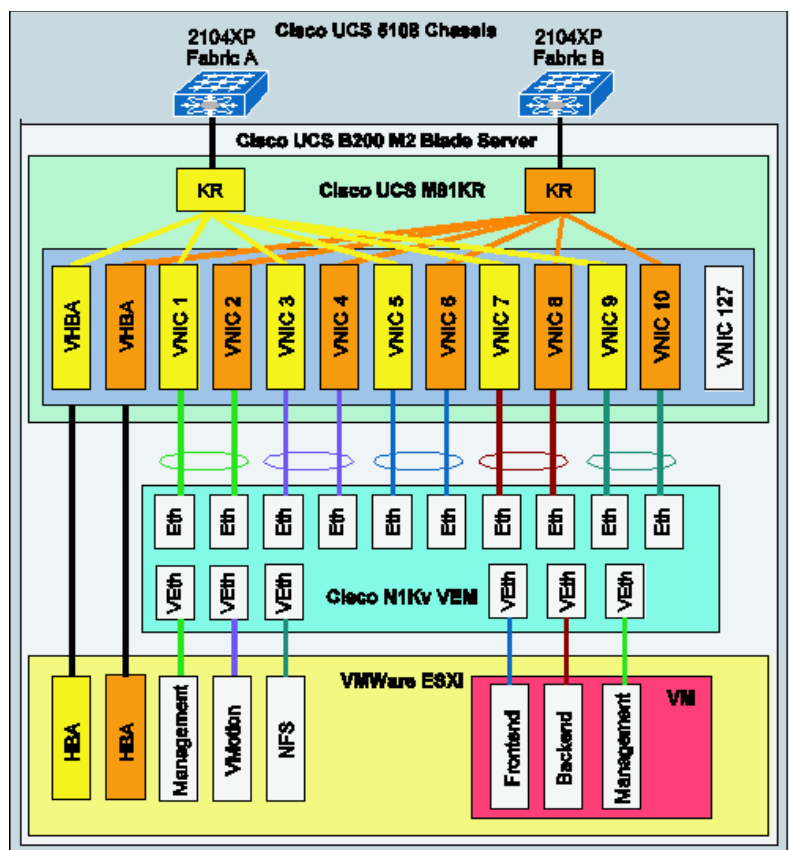 Cisco UCS 5108 Chassis
2104XP
Fabric A
2104XP
Fabric B
Cisco UCS B200 M2 Blade Server
KR
Cisco UCS M81KR
KR
VHBA
VHBA
VNIC 1
VNIC 2
VNIC 3
VNIC 4
VNIC 5
VNIC 6
VNIC 7
VNIC 8
VNIC 9
VNIC 10
VNIC 127
Eth
Eth
Eth
Eth
Eth
Eth
Eth
Eth
Eth
Eth
VEth
VEth
VEth
Cisco N1Kv VEM
VEth
VEth
VEth
VMWare ESXi
VM
HBA
HBA
Management
VMotion
NFS
Frontend
Backend
Management